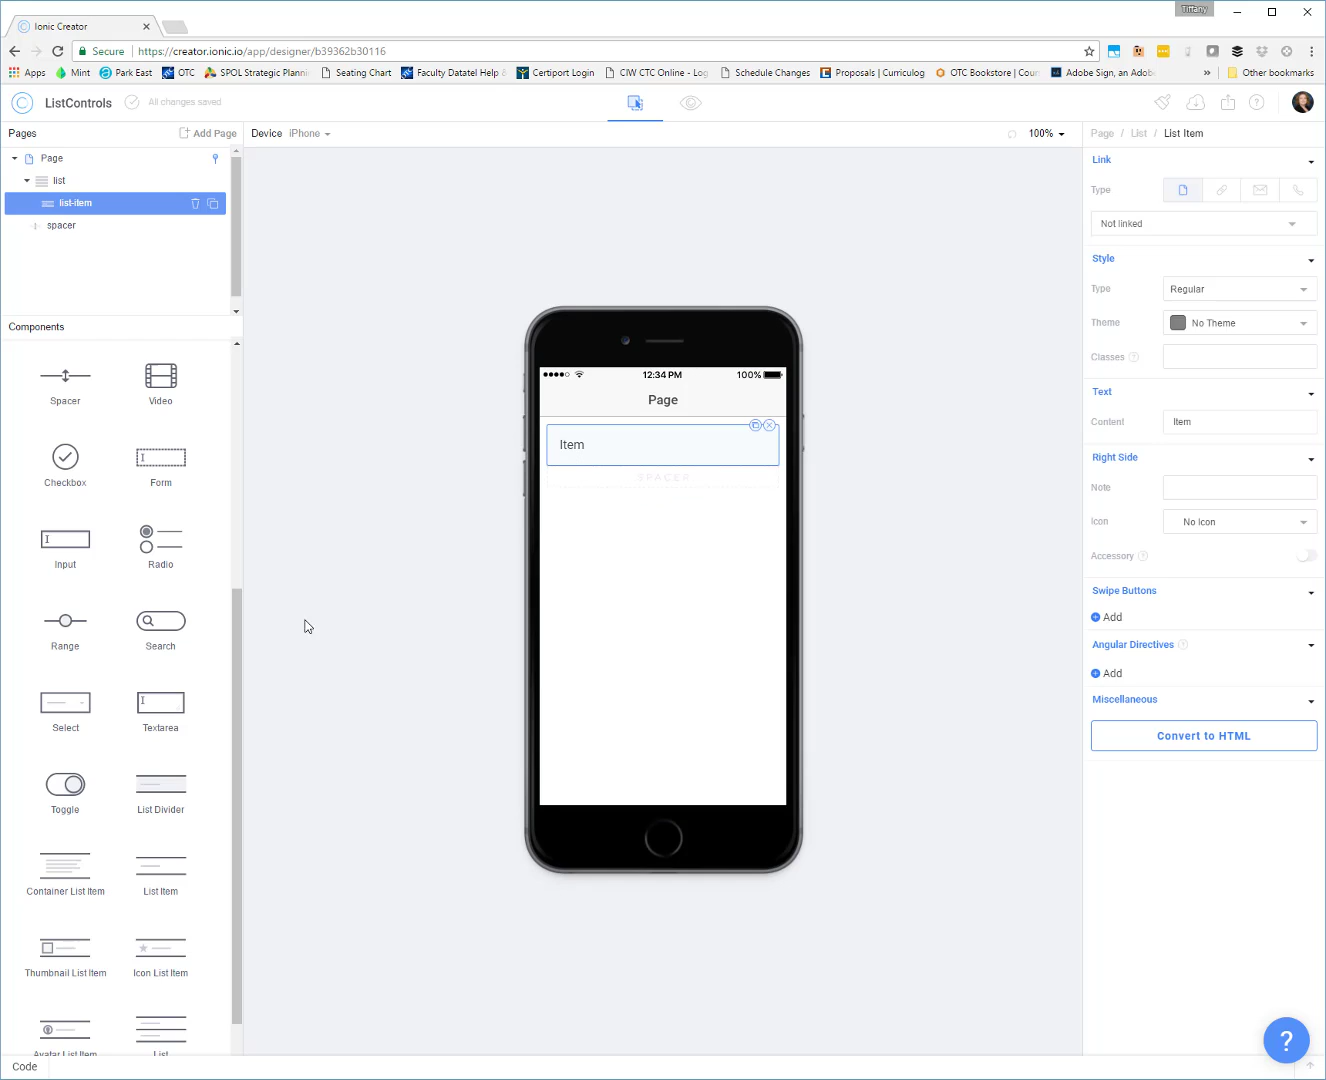 Tiffany
Ionic Creator
Secure
https://creator.ionic.io/app/designer/b39362b30116
Apps
Mint
Park East
OTC
SPOL Strategic Planni
Seating Chart
Faculty Datatel Help &
Certiport Login
CIW CTC Online - Log
Schedule Changes
Proposals | Curriculog
OTC Bookstore | Cour
Adobe Sign, an Adob
»
Other bookmarks
ListControls
All changes saved
Pages
Add Page
Device
iPhone
100%
Page / List / List Item
Page
list
list-item
spacer
Components
Spacer
Video
Checkbox
Form
Input
Radio
Range
Search
Select
Textarea
Toggle
List Divider
Container List Item
List Item
Thumbnail List Item
Icon List Item
Avatar List Item
List
Code
12:34 PM
100%
Page
Item
SPACER
Link
Type
Not linked
Style
Type
Regular
Theme
No Theme
Classes
?
Text
Content
Item
Right Side
Note
Icon
No Icon
Accessory
?
Swipe Buttons
Add
Angular Directives
?
Add
Miscellaneous
Convert to HTML
?